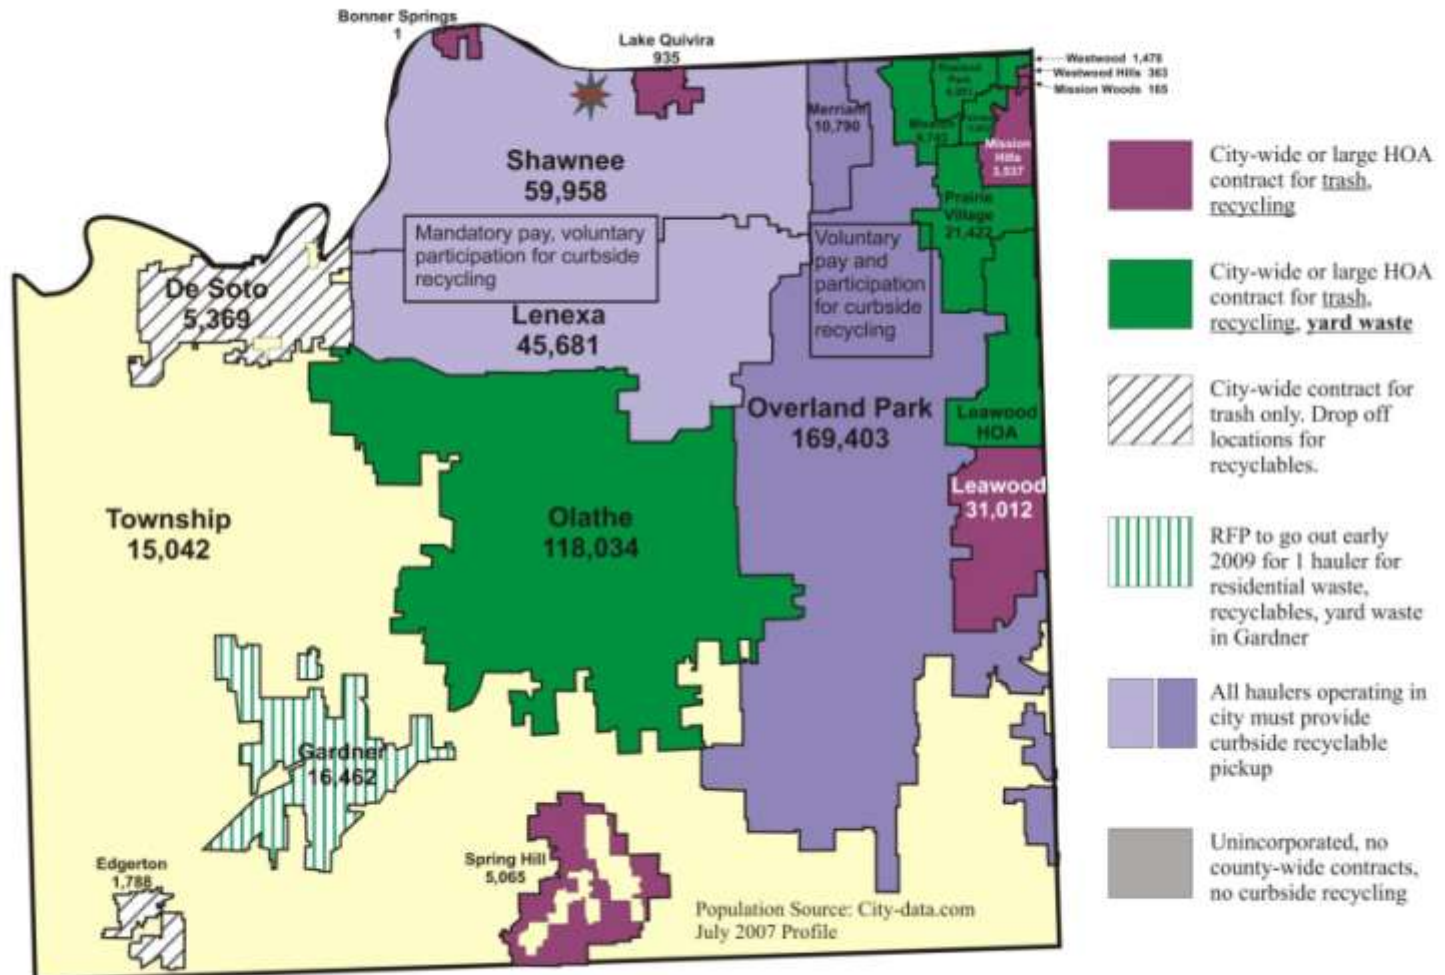 Bonner Springs
1
Lake Quivira
935
Westwood 1,476
Westwood Hills 363
Mission Woods 165
Merriam
10,790
Park
Mission
Mission
Hills
3,537
Shawnee
59,958
Prairie
Village
21,422
Mandatory pay, voluntary
participation for curbside
recycling
Voluntary
pay and
participation
for curbside
recycling
De Soto
5,369
Lenexa
45,681
Overland Park
169,403
Leawood
HOA
Leawood
31,012
Township
15,042
Olathe
118,034
Gardner
16,462
Edgerton
1,788
Spring Hill
5,065
Population Source: City-data.com
July 2007 Profile
City-wide or large HOA
contract for trash,
recycling
City-wide or large HOA
contract for trash,
recycling, yard waste
City-wide contract for
trash only, Drop off
locations for
recyclables.
RFP to go out early
2009 for 1 hauler for
residential waste,
recyclables, yard waste
in Gardner
All haulers operating in
city must provide
curbside recyclable
pickup
Unincorporated, no
county-wide contracts,
no curbside recycling